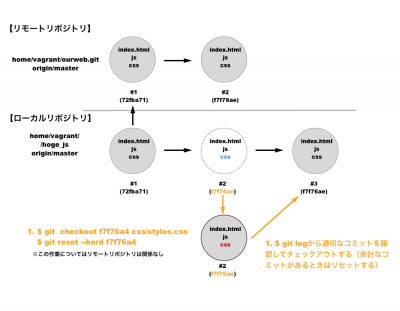 【リモートリポジトリ】
index.html
js
css
index.html
js
css
home/vagrant/ourweb.git
origin/master
#1
(72fba71)
#2
(f7f76ae)
【ローカルリポジトリ】
home/vagrant/
/hoge_js
origin/master
index.html
js
css
index.html
js
css
index.html
js
css
#1
(72fba71)
#2
(f7f76ae)
#3
(f7f76ae)
index.html
js
css
#2
(f7f76ae)
1. $ git checkout f7f76a4 css/styles.css
$ git reset --hard f7f76a4
※この作業についてはリモートリポジトリは関係なし
1. $ git logから適切なコミットを確
認してチェックアウトする（余計なコ
ミットがあるときはリセットする）